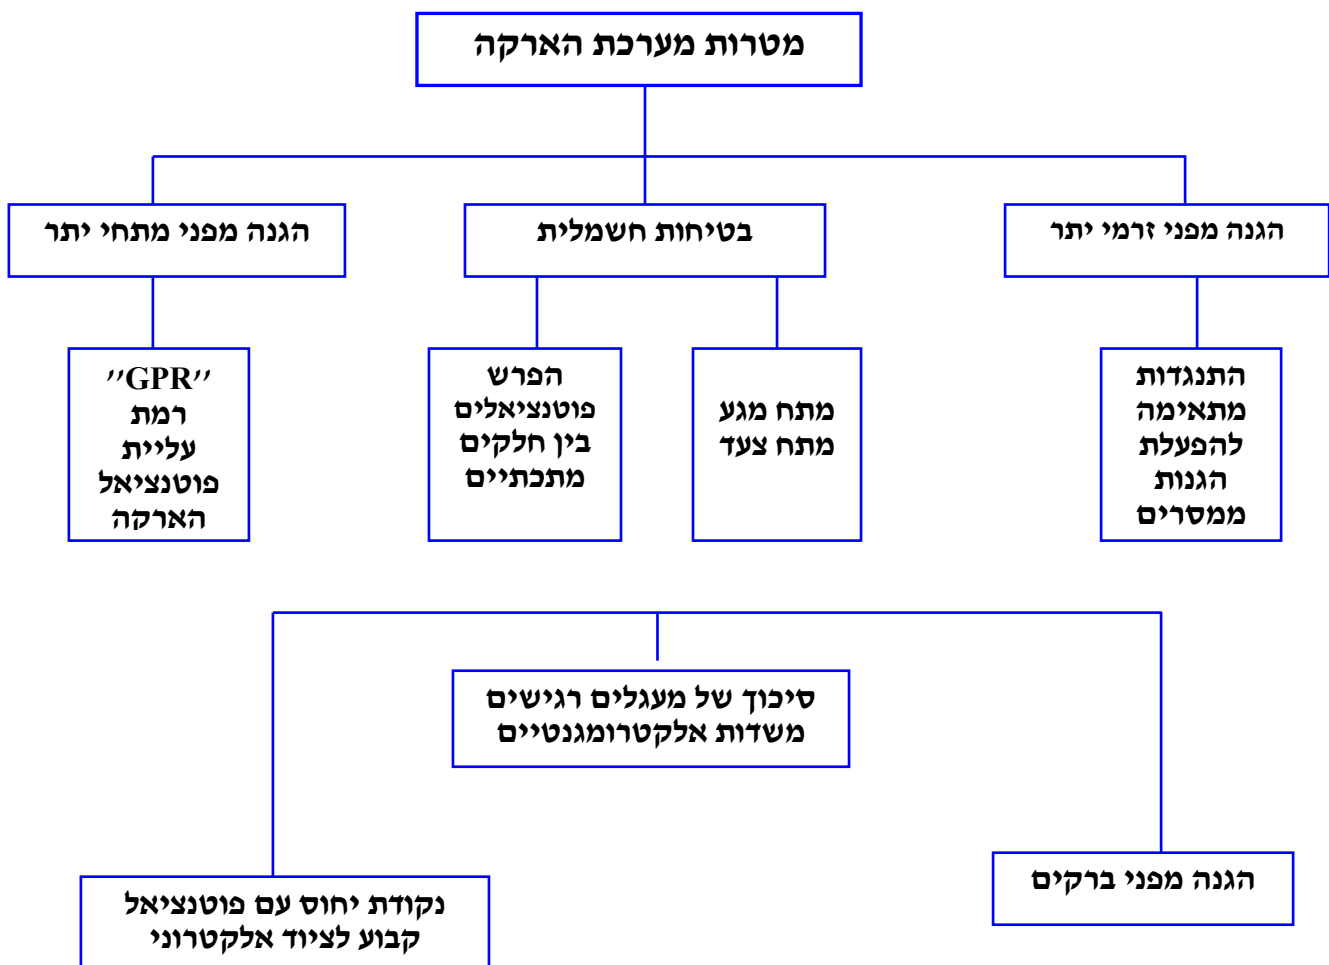 מטרות מערכת הארקה
הגנה מפני זרמי יתר
בטיחות חשמלית
הגנה מפני מתחי יתר
התנגדות
מתאימה
להפעלת
הגנות
ממסרים
מתח מגע
מתח צעד
הפרש
פוטנציאלים
בין חלקים
מתכתיים
״GPR״
רמת
עליית
פוטנציאל
הארקה
סיכוך של מעגלים רגישים
משדות אלקטרומגנטיים
הגנה מפני ברקים
נקודת יחוס עם פוטנציאל
קבוע לציוד אלקטרוני